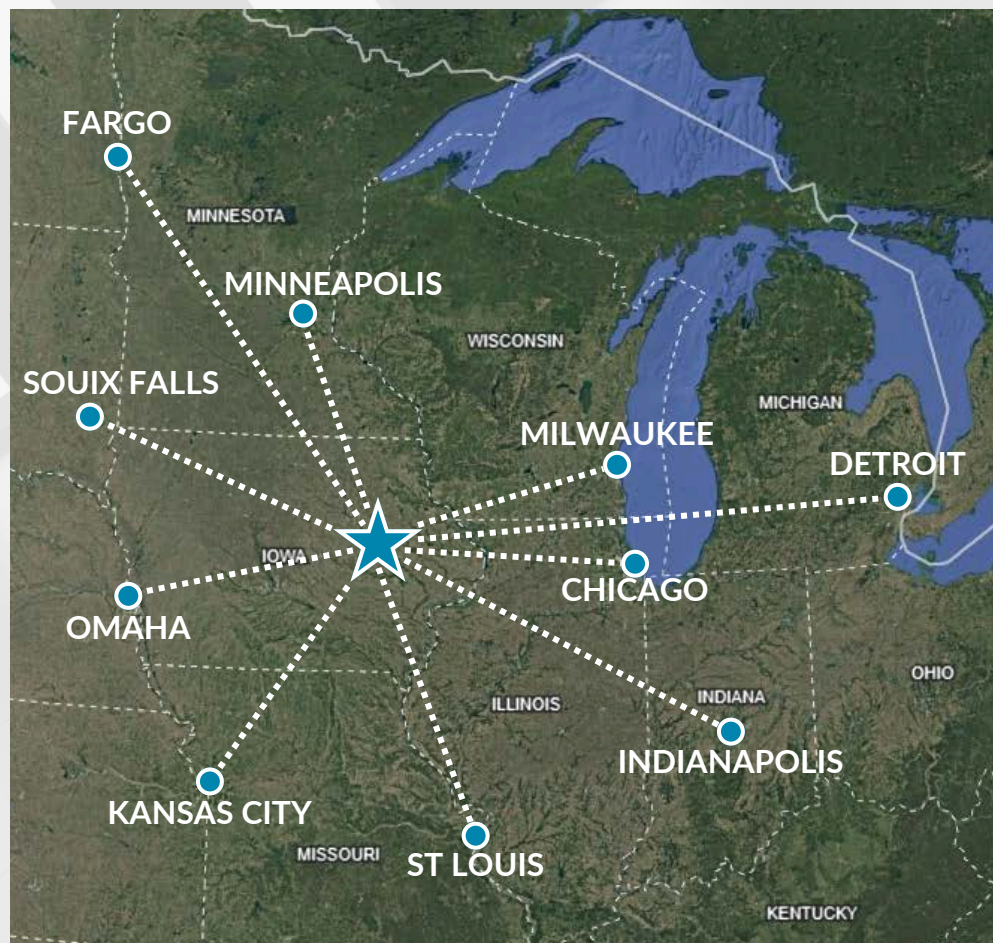 FARGO
MINNESOTA
MINNEAPOLIS
WISCONSIN
SOUIX FALLS
MICHIGAN
MILWAUKEE
DETROIT
IOWA
CHICAGO
OMAHA
OHIO
INDIANA
ILLINOIS
INDIANAPOLIS
KANSAS CITY
MISSOURI
ST LOUIS
KENTUCKY